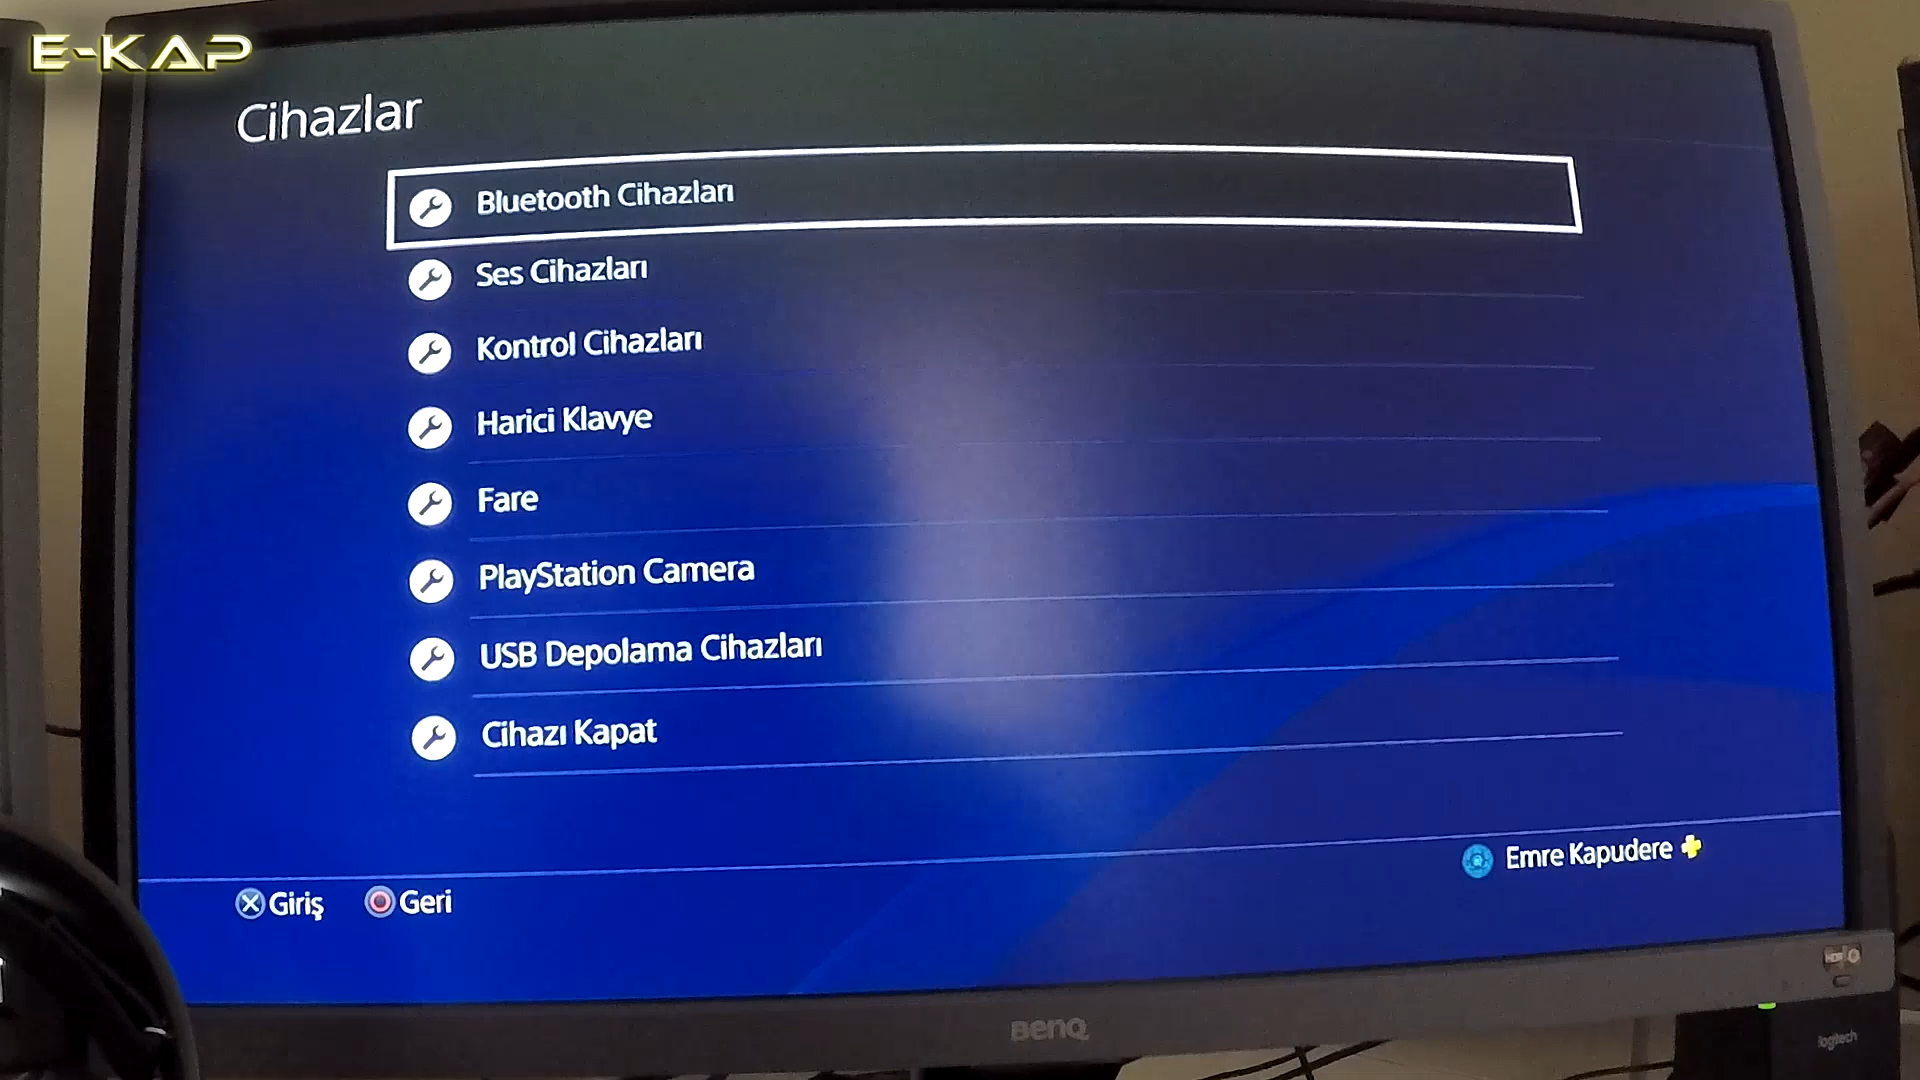 E-KAP
Cihazlar
Bluetooth Cihazları
Ses Cihazları
Kontrol Cihazları
Harici Klavye
Fare
PlayStation Camera
USB Depolama Cihazları
Cihazı Kapat
Emre Kapudere
Giriş Geri
BenQ
logitech